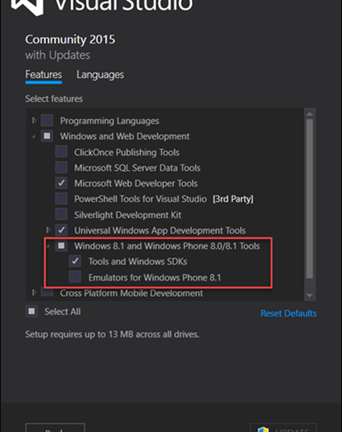 Visual Studio
Community 2015
with Updates
Features Languages
Select features
Programming Languages
Windows and Web Development
ClickOnce Publishing Tools
Microsoft SQL Server Data Tools
Microsoft Web Developer Tools
PowerShell Tools for Visual Studio [3rd Party]
Silverlight Development Kit
Universal Windows App Development Tools
Windows 8.1 and Windows Phone 8.0/8.1 Tools
Tools and Windows SDKs
Emulators for Windows Phone 8.1
Cross Platform Mobile Development
Select All Reset Defaults
Setup requires up to 13 MB across all drives.
UPDATE